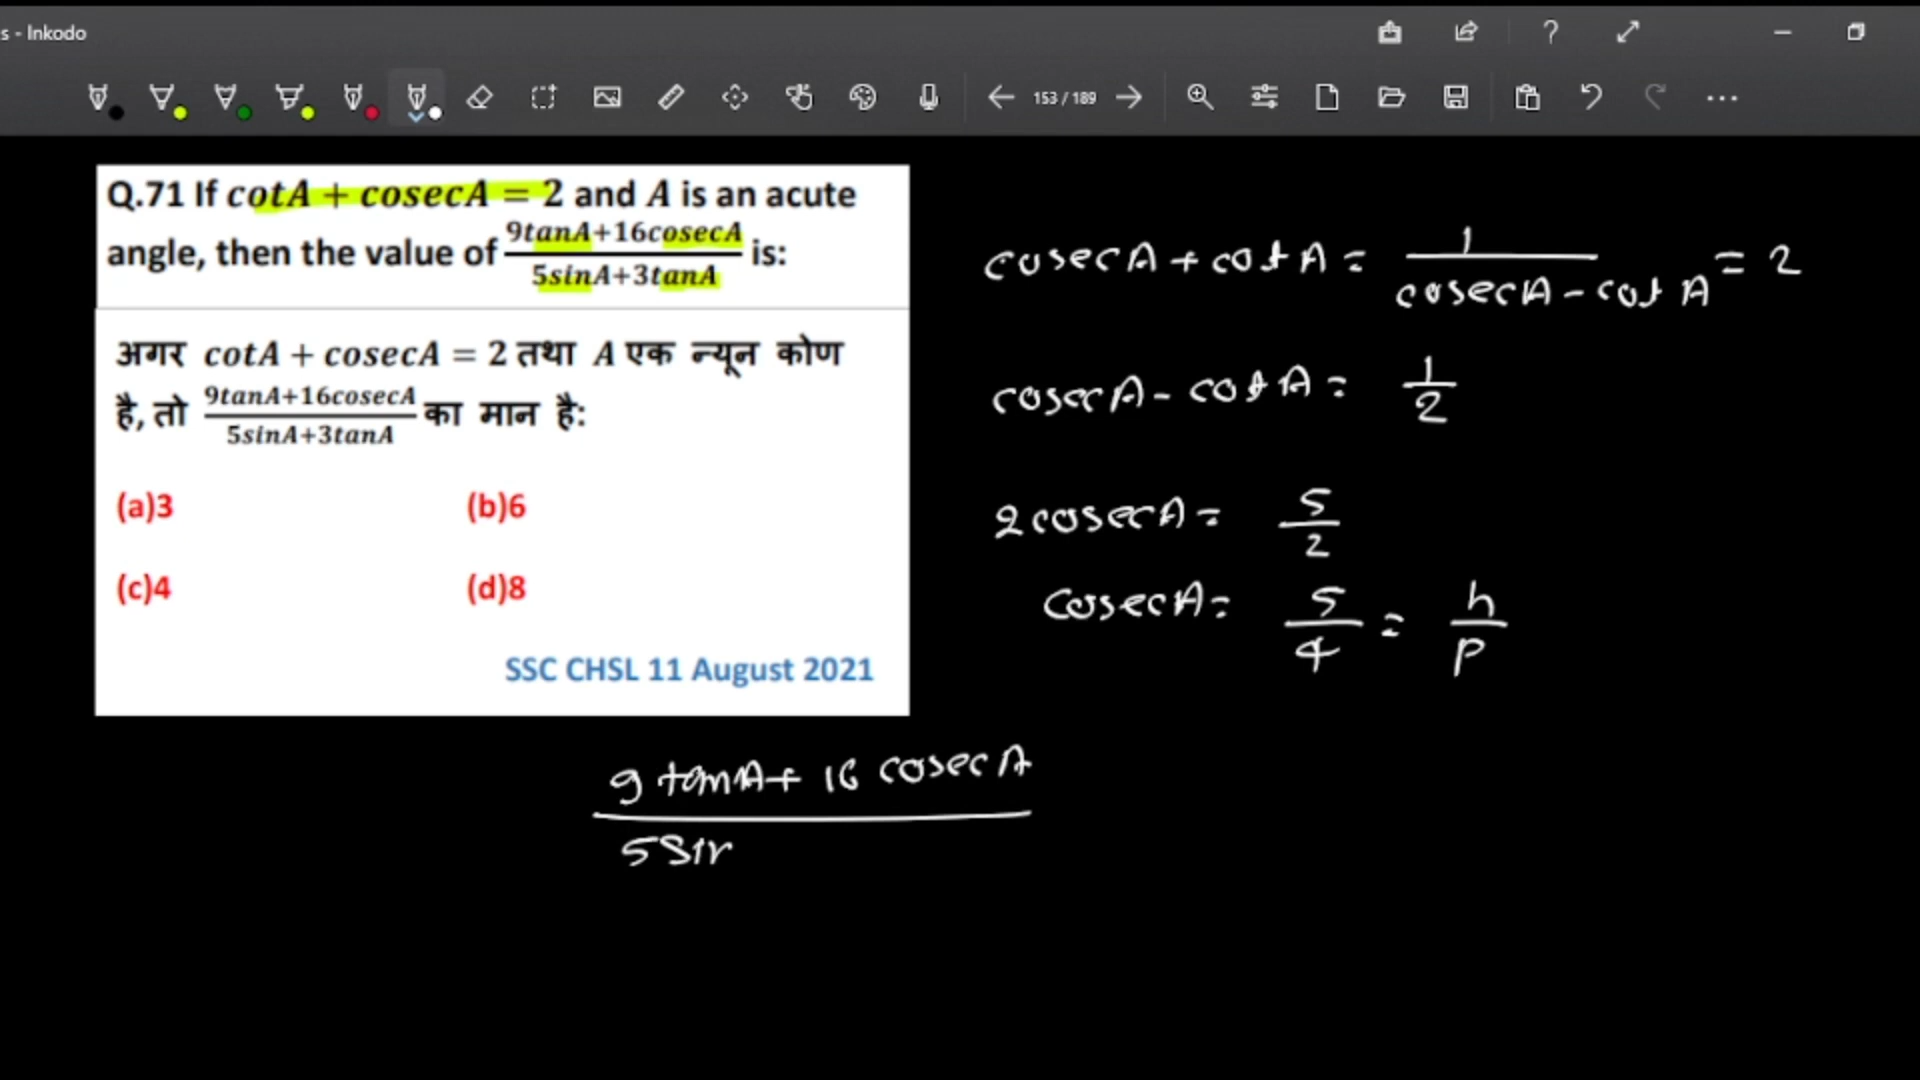 s - Inkodo
153 / 189
Q.71 If cotA + cosecA = 2 and A is an acute
angle, then the value of (9tanA+16cosecA)/(5sinA+3tanA) is:
अगर cotA + cosecA = 2 तथा A एक न्यून कोण
है, तो (9tanA+16cosecA)/(5sinA+3tanA) का मान है:
(a)3 (b)6
(c)4 (d)8
SSC CHSL 11 August 2021
cosecA + cotA = 1/(cosecA - cotA) = 2
cosecA - cotA = 1/2
2cosecA = 5/2
cosecA = 5/4 = h/p
9 tanA + 16 cosecA
5 sin